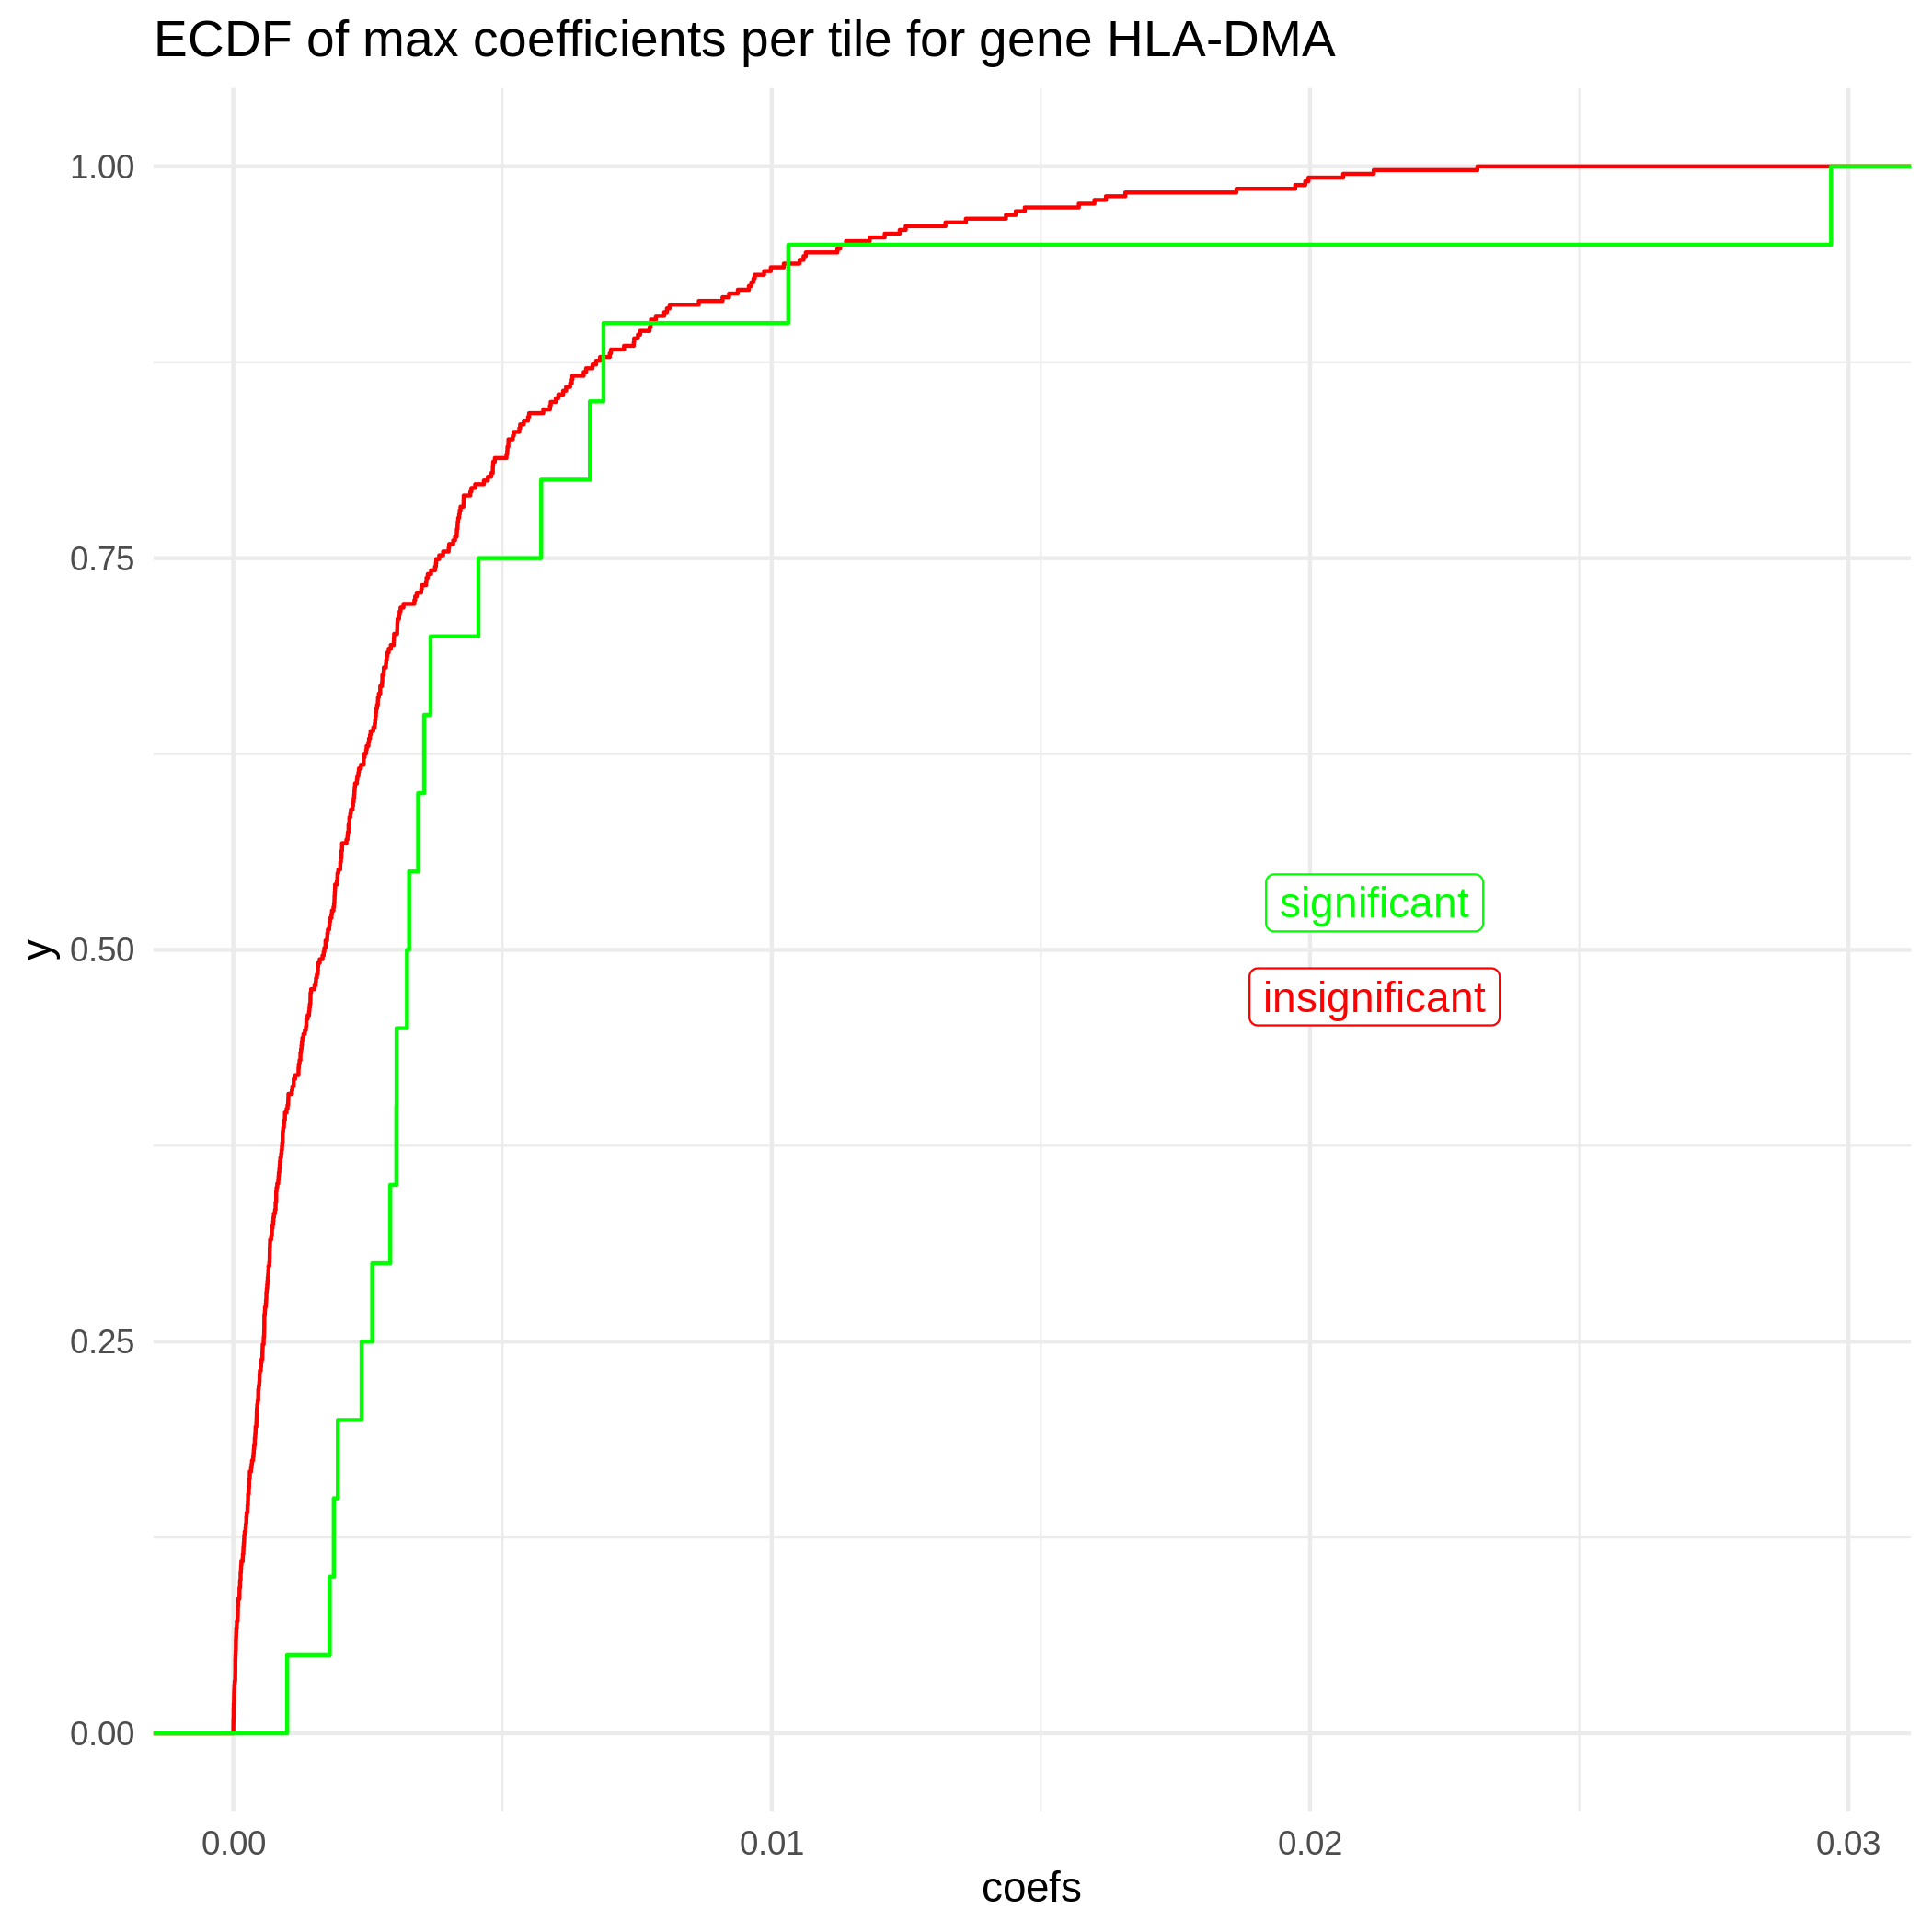 ECDF of max coefficients per tile for gene HLA-DMA
1.00
0.75
0.50
0.25
0.00
y
significant
insignificant
0.00 0.01 0.02 0.03
coefs